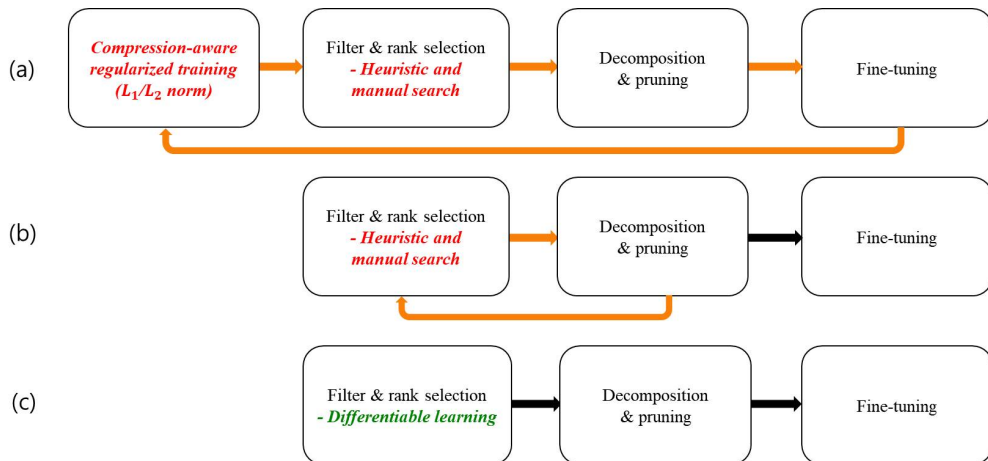 (a)
Compression-aware
regularized training
(L₁/L₂ norm)
Filter & rank selection
- Heuristic and
manual search
Decomposition
& pruning
Fine-tuning
(b)
Filter & rank selection
- Heuristic and
manual search
Decomposition
& pruning
Fine-tuning
(c)
Filter & rank selection
- Differentiable learning
Decomposition
& pruning
Fine-tuning